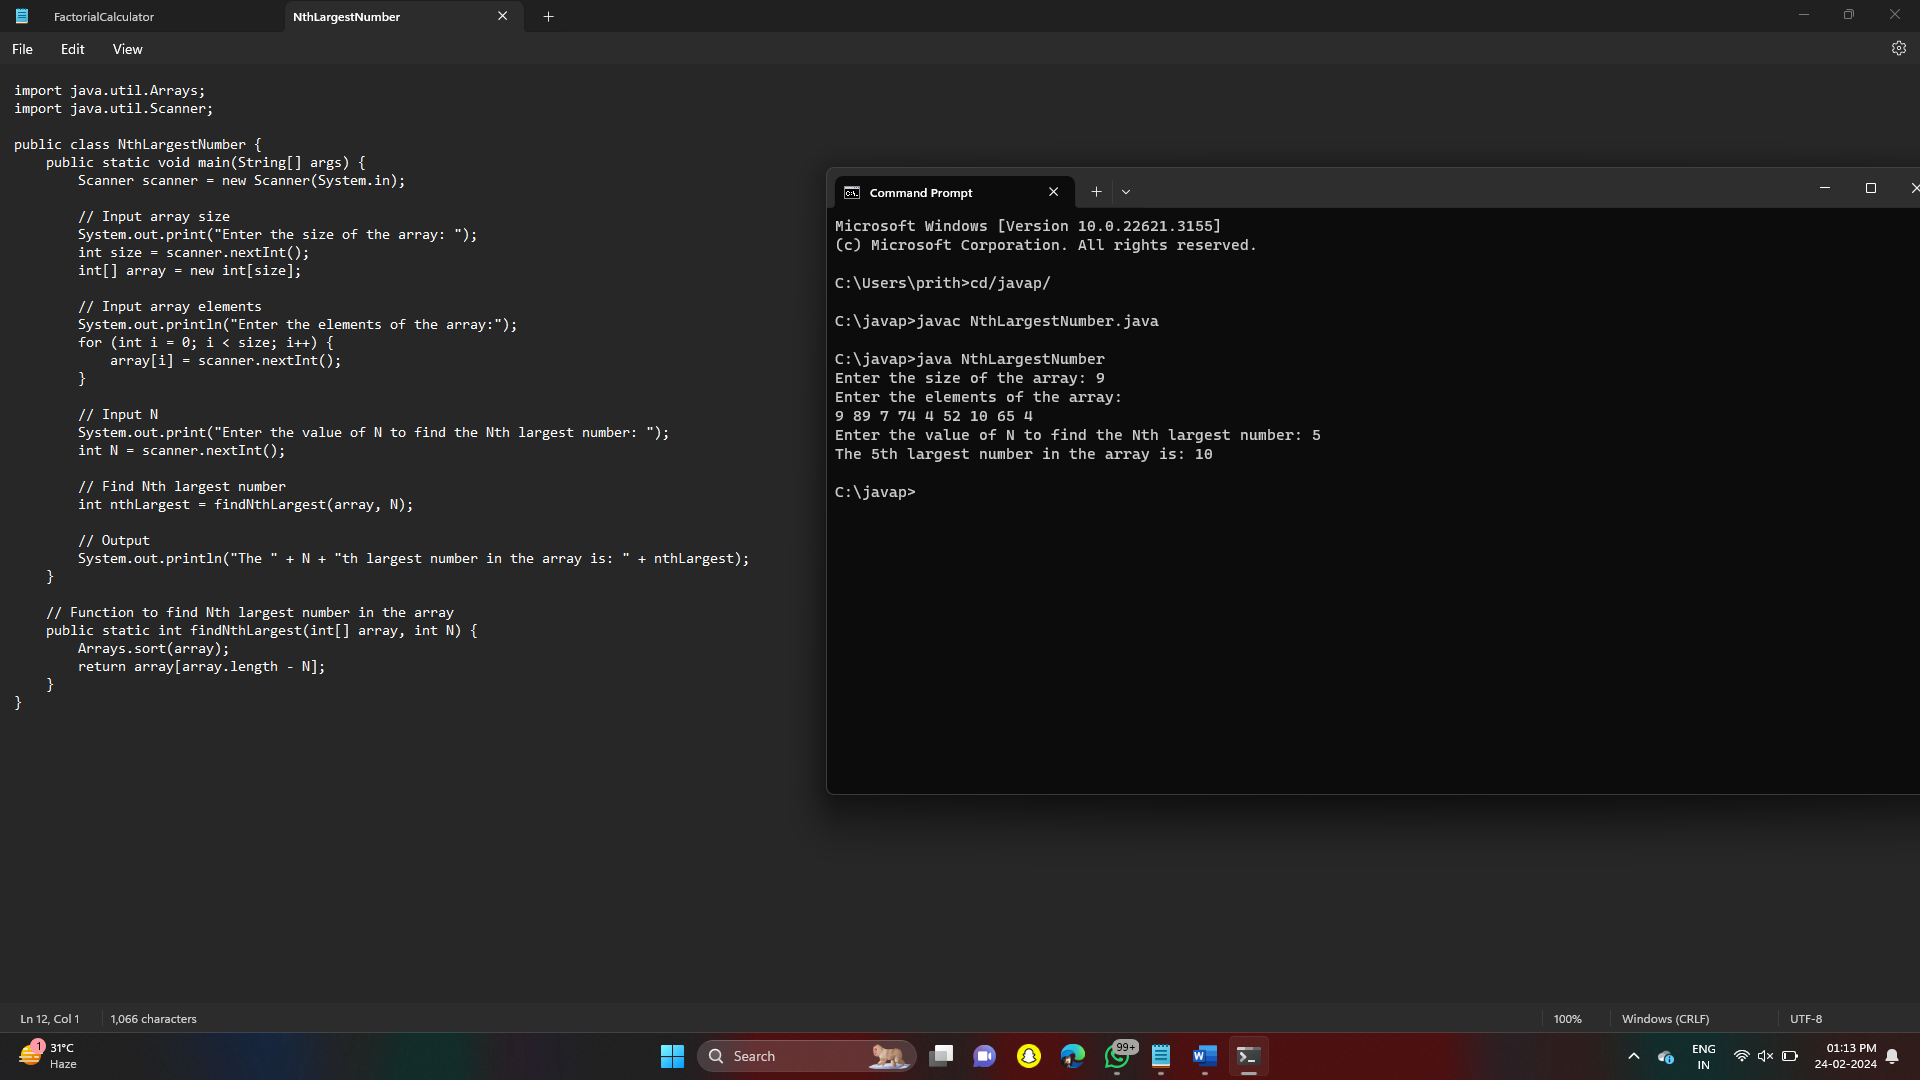 FactorialCalculator
NthLargestNumber
File Edit View
import java.util.Arrays;
import java.util.Scanner;
public class NthLargestNumber {
    public static void main(String[] args) {
        Scanner scanner = new Scanner(System.in);
        // Input array size
        System.out.print("Enter the size of the array: ");
        int size = scanner.nextInt();
        int[] array = new int[size];
        // Input array elements
        System.out.println("Enter the elements of the array:");
        for (int i = 0; i < size; i++) {
            array[i] = scanner.nextInt();
        }
        // Input N
        System.out.print("Enter the value of N to find the Nth largest number: ");
        int N = scanner.nextInt();
        // Find Nth largest number
        int nthLargest = findNthLargest(array, N);
        // Output
        System.out.println("The " + N + "th largest number in the array is: " + nthLargest);
    }
    // Function to find Nth largest number in the array
    public static int findNthLargest(int[] array, int N) {
        Arrays.sort(array);
        return array[array.length - N];
    }
}
Command Prompt
Microsoft Windows [Version 10.0.22621.3155]
(c) Microsoft Corporation. All rights reserved.
C:\Users\prith>cd/javap/
C:\javap>javac NthLargestNumber.java
C:\javap>java NthLargestNumber
Enter the size of the array: 9
Enter the elements of the array:
9 89 7 74 4 52 10 65 4
Enter the value of N to find the Nth largest number: 5
The 5th largest number in the array is: 10
C:\javap>
Ln 12, Col 1 1,066 characters 100% Windows (CRLF) UTF-8
1
31°C
Haze
Search
99+
ENG
IN
01:13 PM
24-02-2024